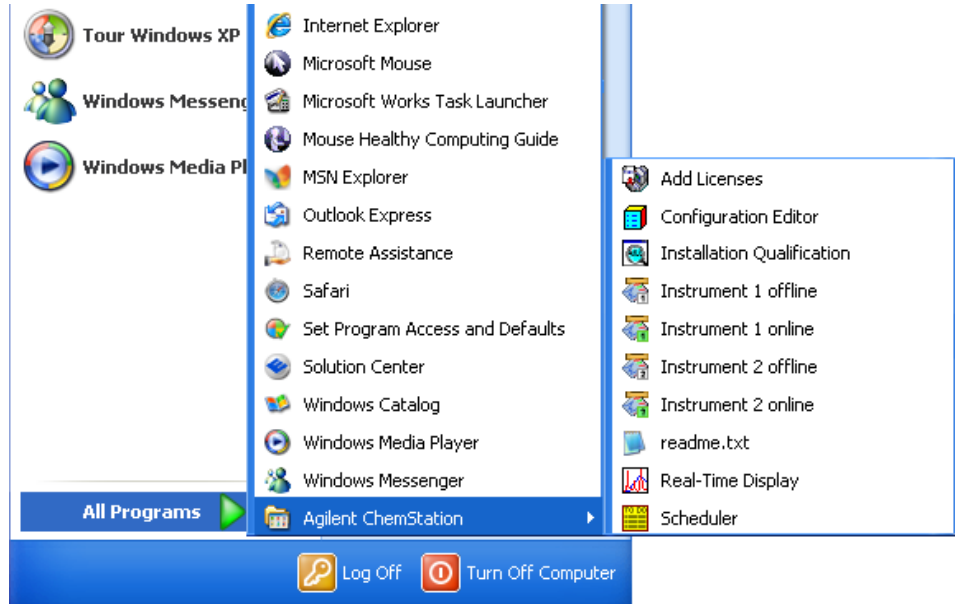 Tour Windows XP
Windows Messeng
Windows Media Pl
All Programs
Internet Explorer
Microsoft Mouse
Microsoft Works Task Launcher
Mouse Healthy Computing Guide
MSN Explorer
Outlook Express
Remote Assistance
Safari
Set Program Access and Defaults
Solution Center
Windows Catalog
Windows Media Player
Windows Messenger
Agilent ChemStation
Add Licenses
Configuration Editor
Installation Qualification
Instrument 1 offline
Instrument 1 online
Instrument 2 offline
Instrument 2 online
readme.txt
Real-Time Display
Scheduler
Log Off
Turn Off Computer